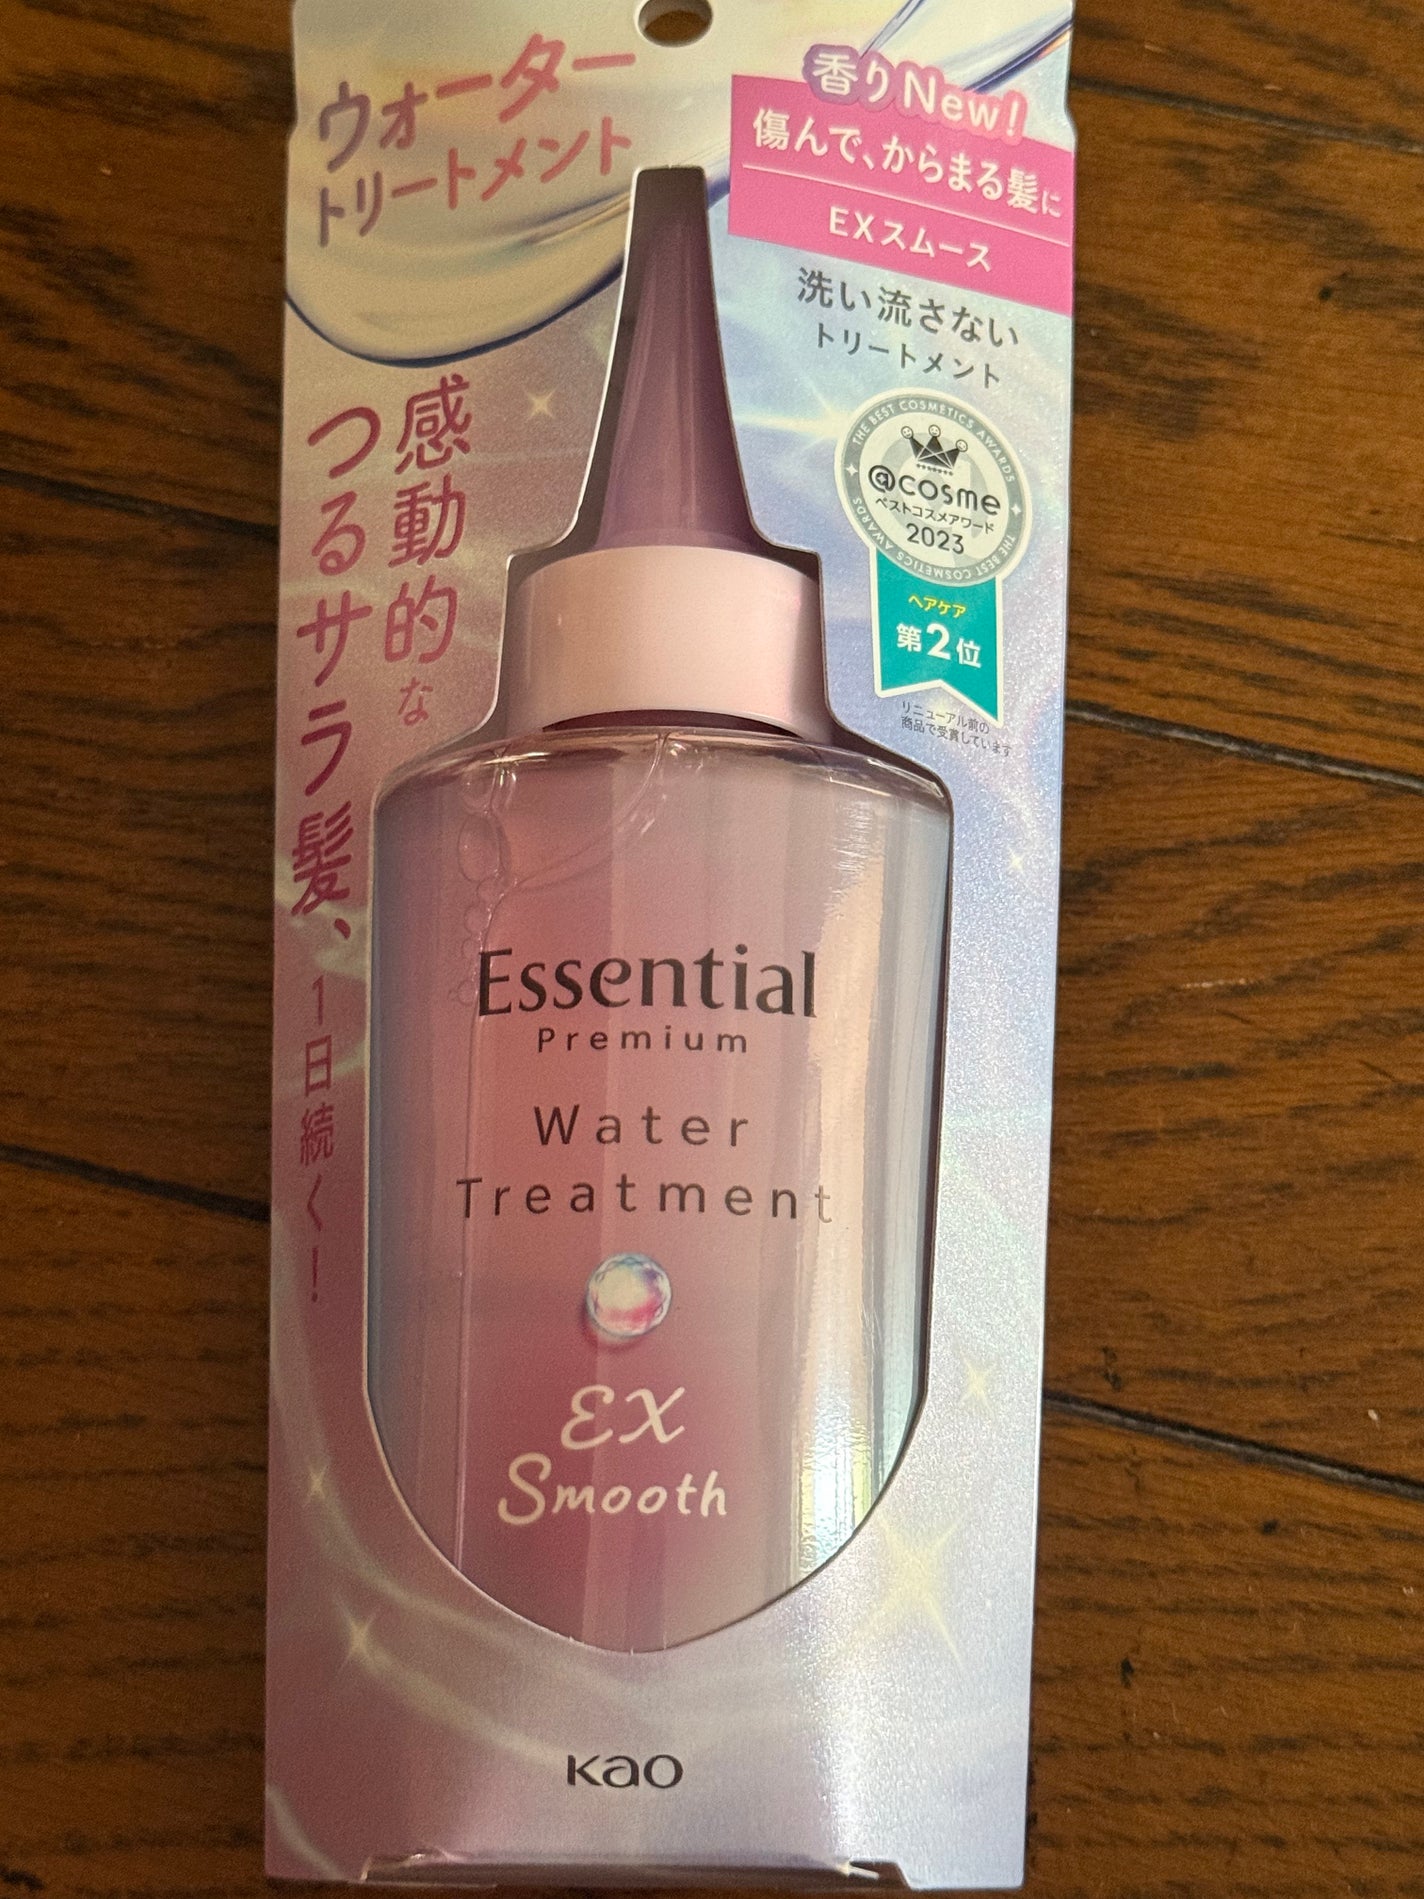 ウォーター
トリートメント
香りNew!
傷んで、からまる髪に
EXスムース
洗い流さない
トリートメント
THE BEST COSMETICS AWARDS
@cosme
ベストコスメアワード
2023
THE BEST COSMETICS AWARDS
ヘアケア
第2位
リニューアル前の
商品で受賞しています
感動的な
つるサラ髪、
1日続く!
Essential
Premium
Water
Treatment
EX
Smooth
Kao